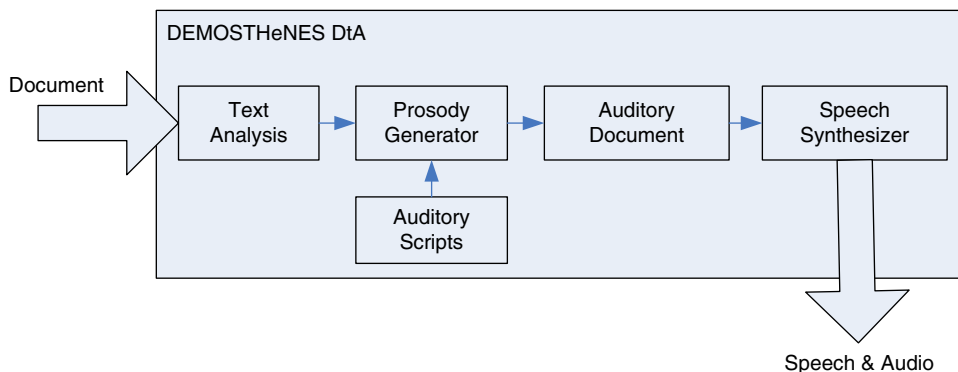 DEMOSTHeNES DtA
Document
Text
Analysis
Prosody
Generator
Auditory
Document
Speech
Synthesizer
Auditory
Scripts
Speech & Audio